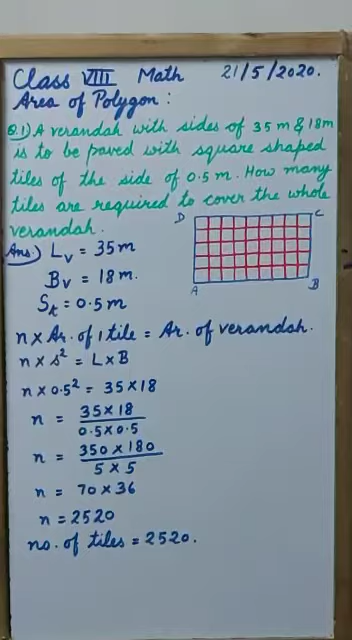 Class VIII Math 21/5/2020.
Area of Polygon :
Q.1) A verandah with sides of 35 m & 18m
is to be paved with square shaped
tiles of the side of 0.5 m. How many
tiles are required to cover the whole
verandah.
D C
A B
Ans) Lv = 35 m
Bv = 18 m.
St = 0.5 m
n × Ar. of 1 tile = Ar. of verandah.
n × s² = L × B
n × 0.5² = 35 × 18
n = 35 × 18 / 0.5 × 0.5
n = 350 × 180 / 5 × 5
n = 70 × 36
n = 2520
no. of tiles = 2520.